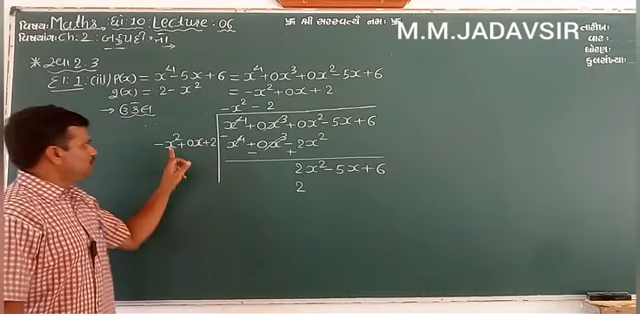 વિષય: Maths ધો: 10: Lecture: 06
卐 શ્રી સરસ્વત્યૈ નમઃ 卐
M.M.JADAVSIR
તારીખ:
વિષયાંગ: Ch: 2 : બહુપદીઓ
વાર:
ધોરણ:
કુલસંખ્યા:
* સ્વા 2.3
દા: 1: (iii) P(x) = x⁴ - 5x + 6 = x⁴ + 0x³ + 0x² - 5x + 6
g(x) = 2 - x² = -x² + 0x + 2
→ ઉકેલ
-x² - 2
-x² + 0x + 2 x⁴ + 0x³ + 0x² - 5x + 6
x⁴ + 0x³ - 2x²
- - +
2x² - 5x + 6
2